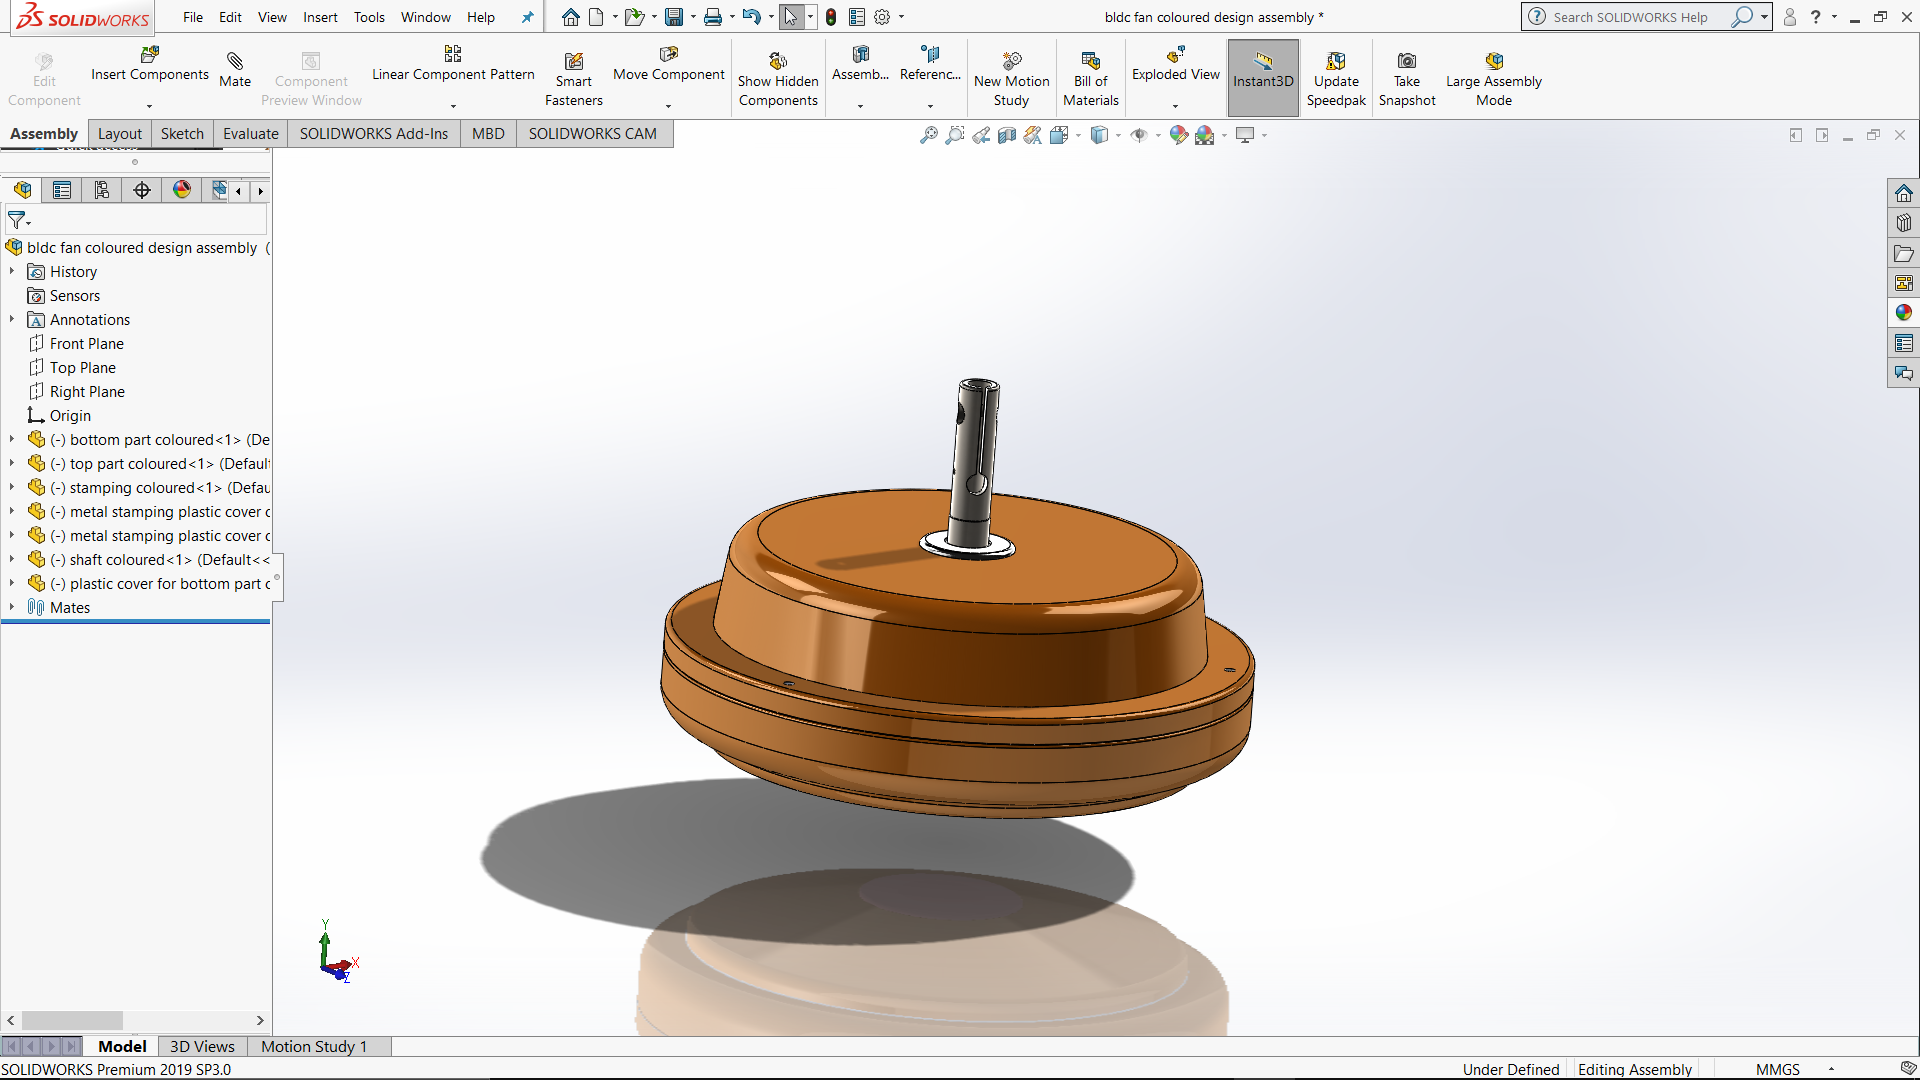 SOLIDWORKS
File Edit View Insert Tools Window Help
bldc fan coloured design assembly *
Search SOLIDWORKS Help
Edit Component
Insert Components
Mate
Component Preview Window
Linear Component Pattern
Smart Fasteners
Move Component
Show Hidden Components
Assemb...
Referenc...
New Motion Study
Bill of Materials
Exploded View
Instant3D
Update Speedpak
Take Snapshot
Large Assembly Mode
Assembly Layout Sketch Evaluate SOLIDWORKS Add-Ins MBD SOLIDWORKS CAM
bldc fan coloured design assembly (
History
Sensors
Annotations
Front Plane
Top Plane
Right Plane
Origin
(-) bottom part coloured<1> (De
(-) top part coloured<1> (Default
(-) stamping coloured<1> (Defau
(-) metal stamping plastic cover c
(-) metal stamping plastic cover c
(-) shaft coloured<1> (Default<<
(-) plastic cover for bottom part c
Mates
Y
X
Z
Model 3D Views Motion Study 1
SOLIDWORKS Premium 2019 SP3.0
Under Defined Editing Assembly MMGS